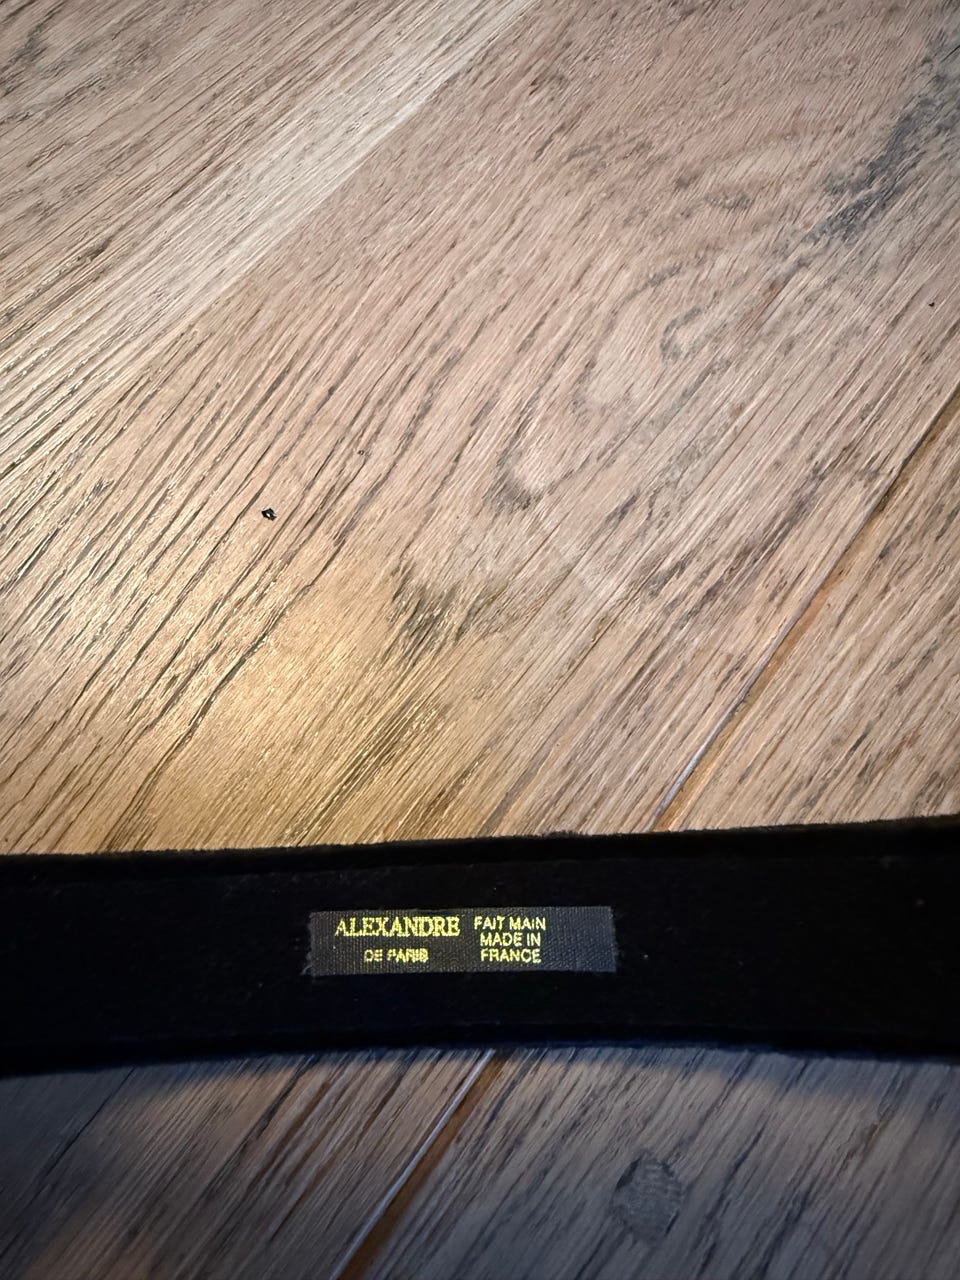 ALEXANDRE
DE PARIS
FAIT MAIN
MADE IN
FRANCE